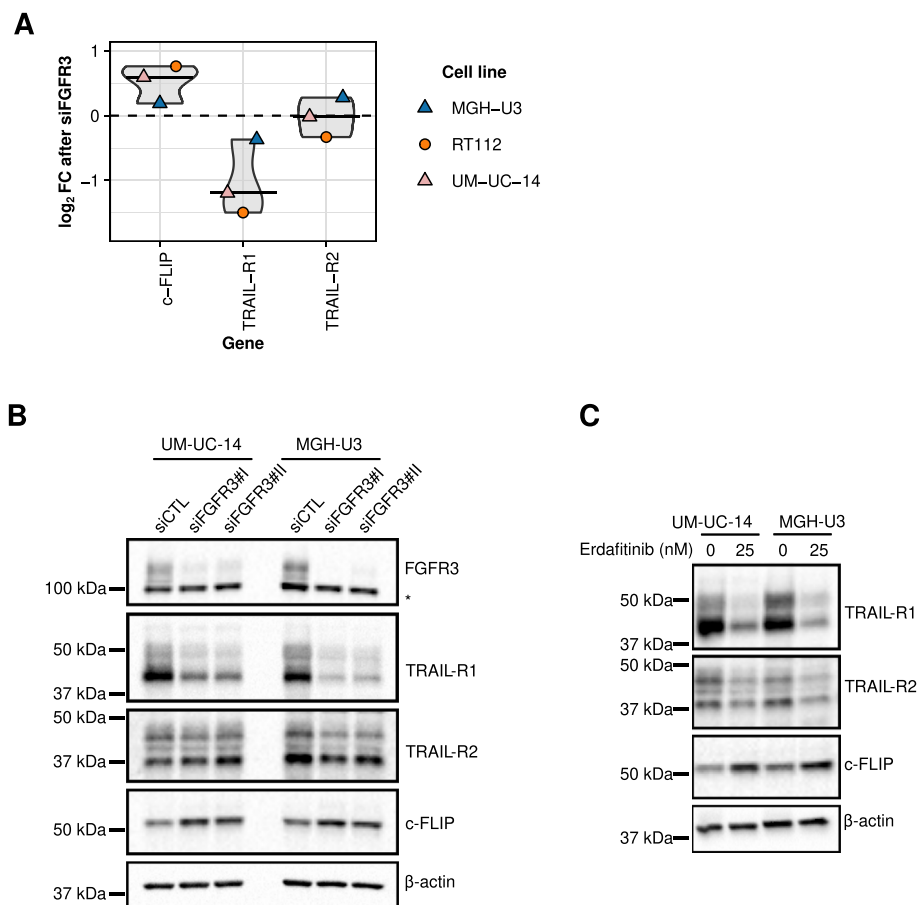 A
log2 FC after siFGFR3
1
0
−1
c−FLIP
TRAIL−R1
TRAIL−R2
Gene
Cell line
MGH−U3
RT112
UM−UC−14
B
UM-UC-14
MGH-U3
siCTL
siFGFR3#I
siFGFR3#II
siCTL
siFGFR3#I
siFGFR3#II
100 kDa
FGFR3
*
50 kDa
37 kDa
TRAIL-R1
50 kDa
37 kDa
TRAIL-R2
50 kDa
c-FLIP
37 kDa
β-actin
C
UM-UC-14 MGH-U3
Erdafitinib (nM) 0 25 0 25
50 kDa
37 kDa
TRAIL-R1
50 kDa
37 kDa
TRAIL-R2
50 kDa
c-FLIP
37 kDa
β-actin